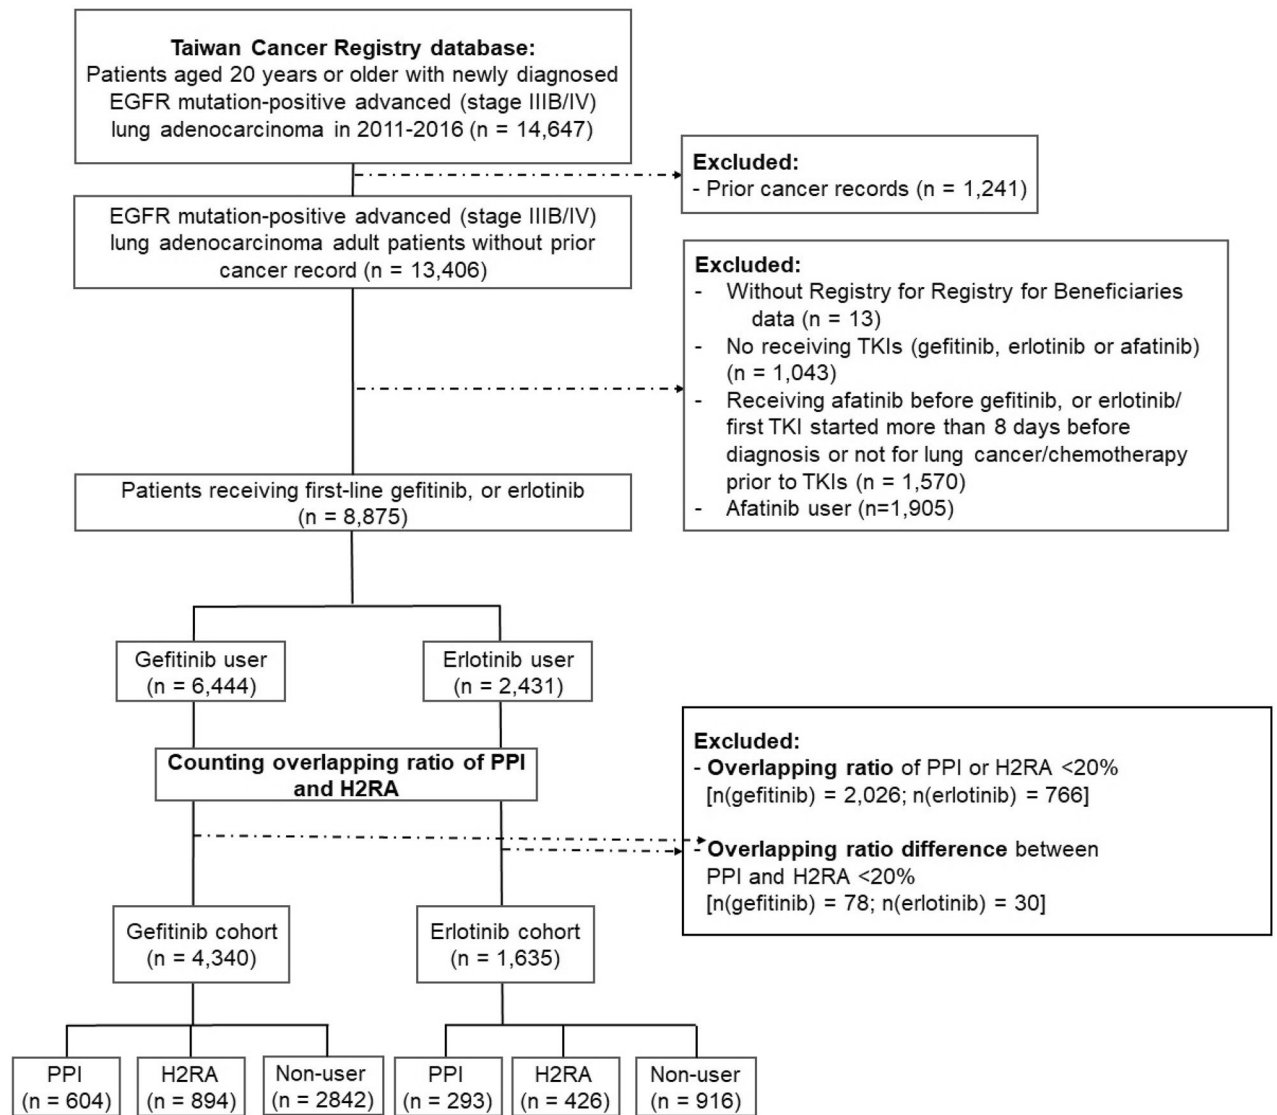 Taiwan Cancer Registry database:
Patients aged 20 years or older with newly diagnosed
EGFR mutation-positive advanced (stage IIIB/IV)
lung adenocarcinoma in 2011-2016 (n = 14,647)
Excluded:
- Prior cancer records (n = 1,241)
EGFR mutation-positive advanced (stage IIIB/IV)
lung adenocarcinoma adult patients without prior
cancer record (n = 13,406)
Excluded:
- Without Registry for Registry for Beneficiaries
data (n = 13)
- No receiving TKIs (gefitinib, erlotinib or afatinib)
(n = 1,043)
- Receiving afatinib before gefitinib, or erlotinib/
first TKI started more than 8 days before
diagnosis or not for lung cancer/chemotherapy
prior to TKIs (n = 1,570)
- Afatinib user (n=1,905)
Patients receiving first-line gefitinib, or erlotinib
(n = 8,875)
Gefitinib user
(n = 6,444)
Erlotinib user
(n = 2,431)
Counting overlapping ratio of PPI
and H2RA
Excluded:
- Overlapping ratio of PPI or H2RA <20%
[n(gefitinib) = 2,026; n(erlotinib) = 766]
- Overlapping ratio difference between
PPI and H2RA <20%
[n(gefitinib) = 78; n(erlotinib) = 30]
Gefitinib cohort
(n = 4,340)
Erlotinib cohort
(n = 1,635)
PPI
(n = 604)
H2RA
(n = 894)
Non-user
(n = 2842)
PPI
(n = 293)
H2RA
(n = 426)
Non-user
(n = 916)